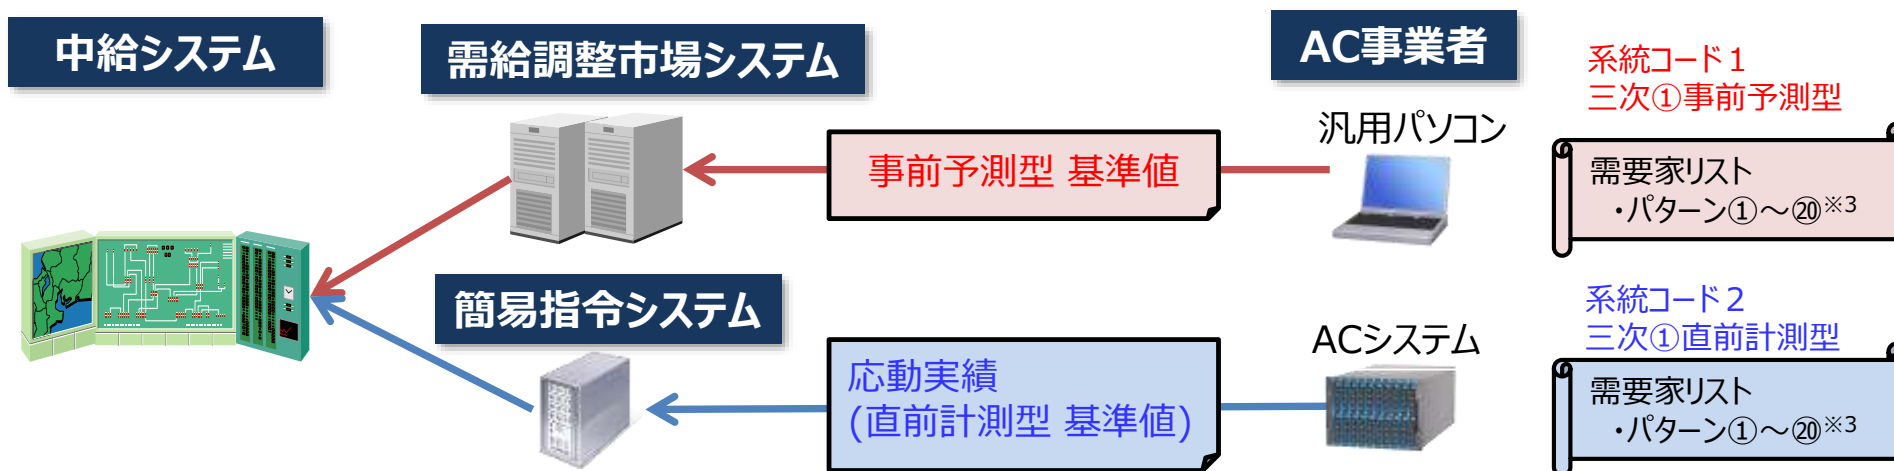 中給システム
需給調整市場システム
AC事業者
系統コード1
三次①事前予測型
汎用パソコン
事前予測型 基準値
需要家リスト
・パターン①～⑳※3
簡易指令システム
系統コード2
三次①直前計測型
ACシステム
応動実績
(直前計測型 基準値)
需要家リスト
・パターン①～⑳※3